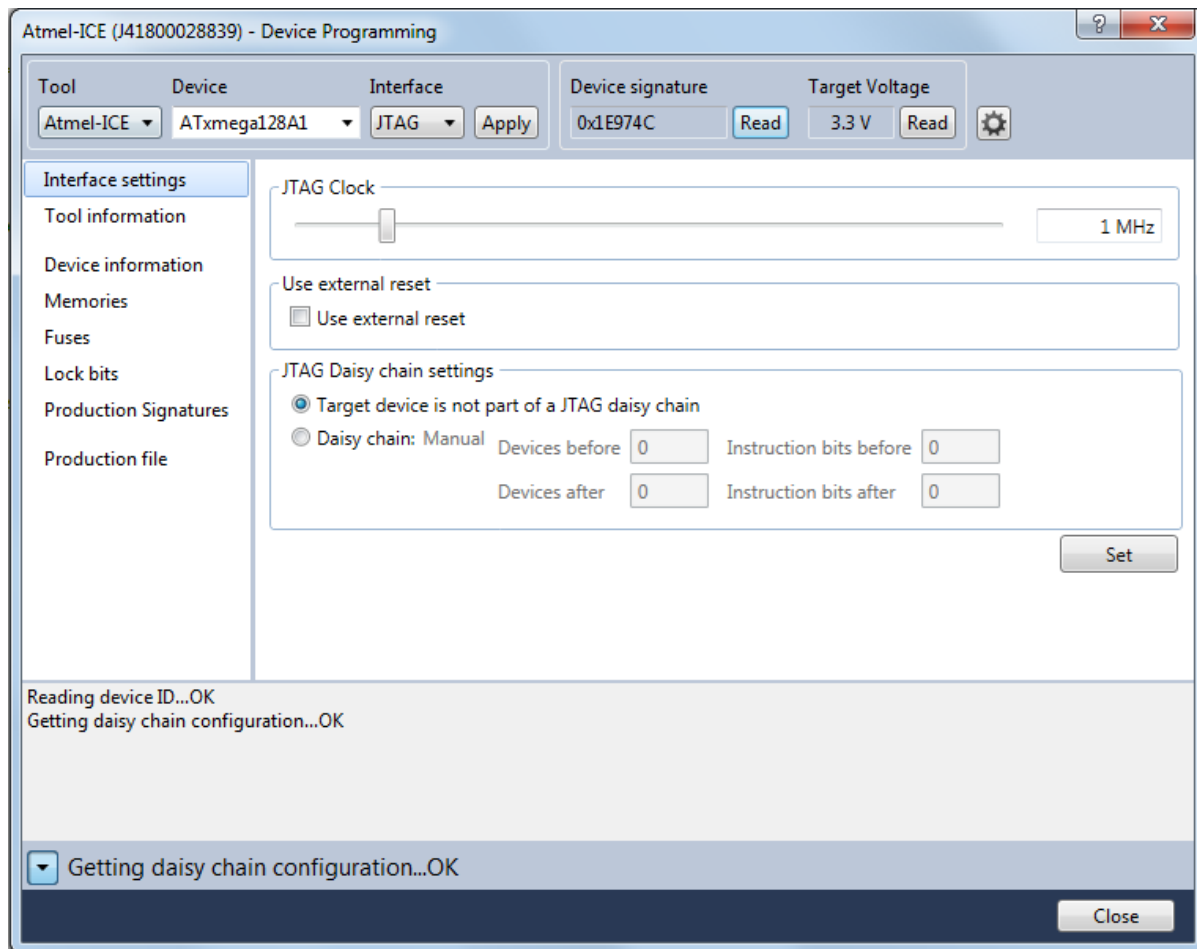 Atmel-ICE (J41800028839) - Device Programming
Tool Device Interface Device signature Target Voltage
Atmel-ICE ATxmega128A1 JTAG Apply 0x1E974C Read 3.3 V Read
Interface settings
Tool information
Device information
Memories
Fuses
Lock bits
Production Signatures
Production file
JTAG Clock
1 MHz
Use external reset
Use external reset
JTAG Daisy chain settings
Target device is not part of a JTAG daisy chain
Daisy chain: Manual Devices before 0 Instruction bits before 0
Devices after 0 Instruction bits after 0
Set
Reading device ID...OK
Getting daisy chain configuration...OK
Getting daisy chain configuration...OK
Close